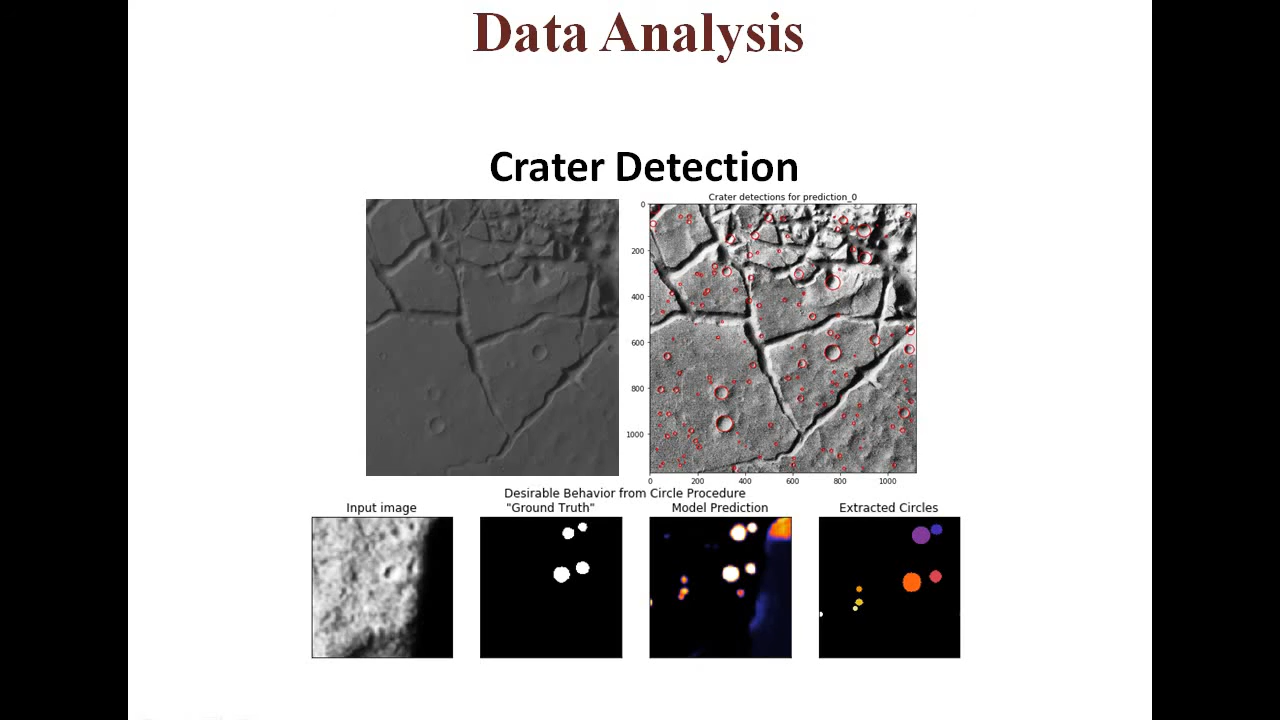 Data Analysis
Crater Detection
Crater detections for prediction_0
0
200
400
600
800
1000
0 200 400 600 800 1000
Desirable Behavior from Circle Procedure
Input image "Ground Truth" Model Prediction Extracted Circles